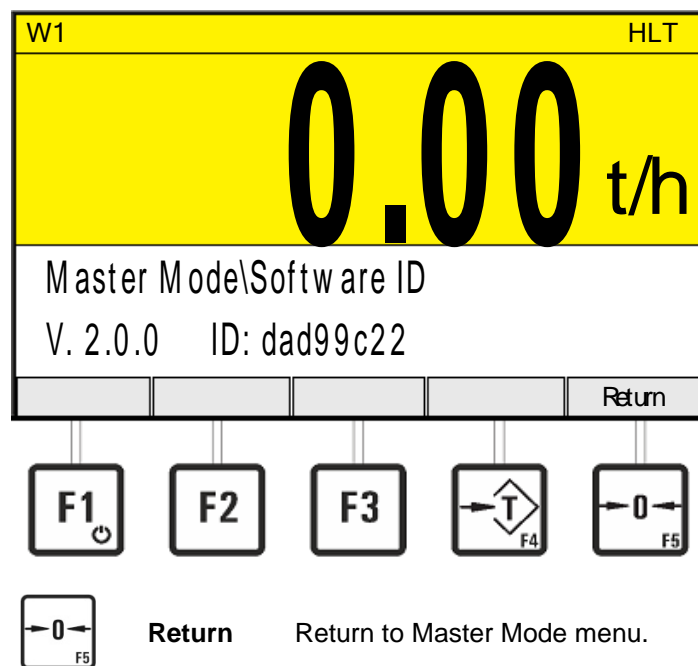 W1 HLT
0.00 t/h
Master Mode\Software ID
V. 2.0.0 ID: dad99c22
Return
F1 F2 F3 T F4 0 F5
0 F5 Return Return to Master Mode menu.